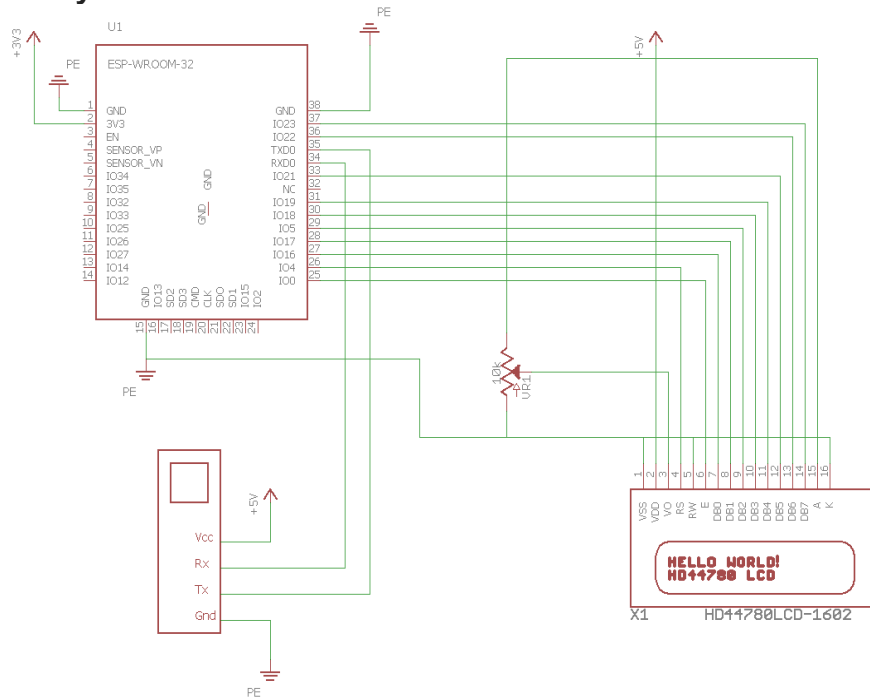 U1
PE
+3V3
PE
+5V
ESP-WROOM-32
1 GND
2 3V3
3 EN
4 SENSOR_VP
5 SENSOR_VN
6 IO34
7 IO35
8 IO32
9 IO33
10 IO25
11 IO26
12 IO27
13 IO14
14 IO12
GND
GND
GND 38
IO23 37
IO22 36
TXD0 35
RXD0 34
IO21 33
NC 32
IO19 31
IO18 30
IO5 29
IO17 28
IO16 27
IO4 26
IO0 25
GND IO13 SD2 SD3 CMD CLK SDO SD1 IO15 IO2
15 16 17 18 19 20 21 22 23 24
PE
10k
VR1
1 2 3 4 5 6 7 8 9 10 11 12 13 14 15 16
VSS VDD VO RS RW E DB0 DB1 DB2 DB3 DB4 DB5 DB6 DB7 A K
HELLO WORLD!
HD44780 LCD
X1 HD44780LCD-1602
+5V
Vcc
Rx
Tx
Gnd
PE